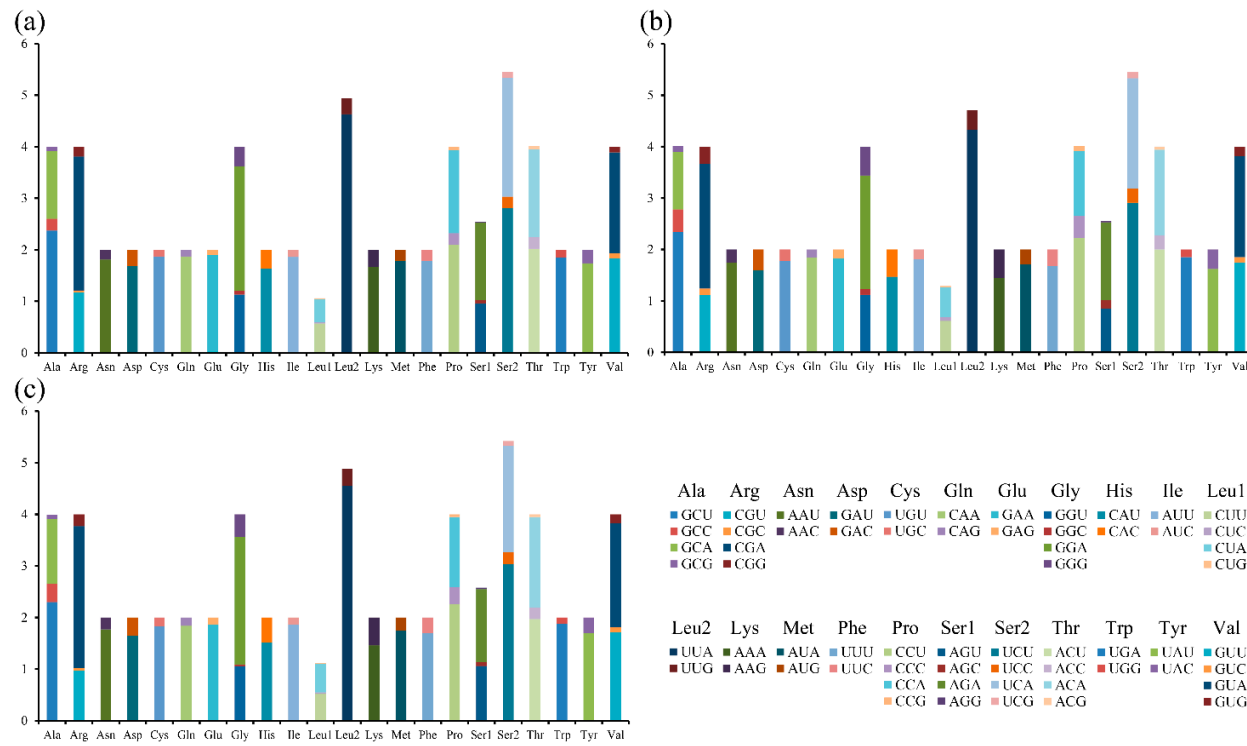 (a)
6
5
4
3
2
1
0
Ala Arg Asn Asp Cys Gln Glu Gly His Ile Leu1 Leu2 Lys Met Phe Pro Ser1 Ser2 Thr Trp Tyr Val
(b)
6
5
4
3
2
1
0
Ala Arg Asn Asp Cys Gln Glu Gly His Ile Leu1 Leu2 Lys Met Phe Pro Ser1 Ser2 Thr Trp Tyr Val
(c)
6
5
4
3
2
1
0
Ala Arg Asn Asp Cys Gln Glu Gly His Ile Leu1 Leu2 Lys Met Phe Pro Ser1 Ser2 Thr Trp Tyr Val
Ala Arg Asn Asp Cys Gln Glu Gly His Ile Leu1
GCU CGU AAU GAU UGU CAA GAA GGU CAU AUU CUU
GCC CGC AAC GAC UGC CAG GAG GGC CAC AUC CUC
GCA CGA GGA CUA
GCG CGG GGG CUG
Leu2 Lys Met Phe Pro Ser1 Ser2 Thr Trp Tyr Val
UUA AAA AUA UUU CCU AGU UCU ACU UGA UAU GUU
UUG AAG AUG UUC CCC AGC UCC ACC UGG UAC GUC
CCA AGA UCA ACA GUA
CCG AGG UCG ACG GUG